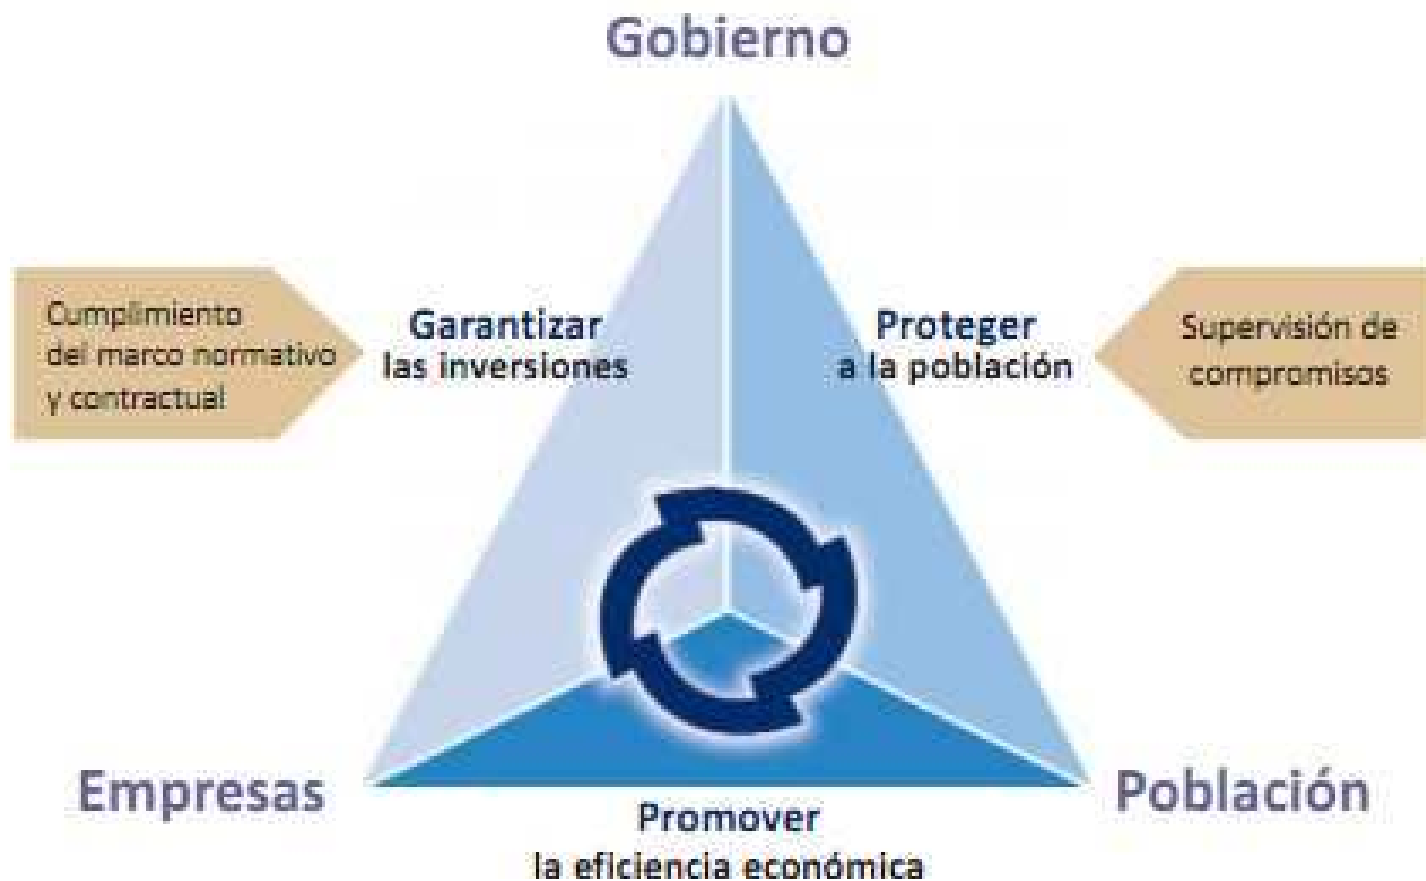 Gobierno
Cumplimiento
del marco normativo
y contractual
Garantizar
las inversiones
Proteger
a la población
Supervisión de
compromisos
Empresas
Población
Promover
la eficiencia económica